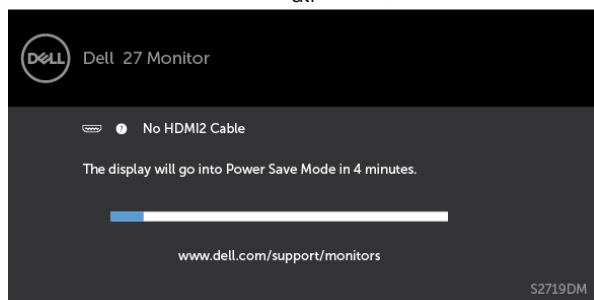 DELL
Dell 27 Monitor
? No HDMI2 Cable
The display will go into Power Save Mode in 4 minutes.
www.dell.com/support/monitors
S2719DM